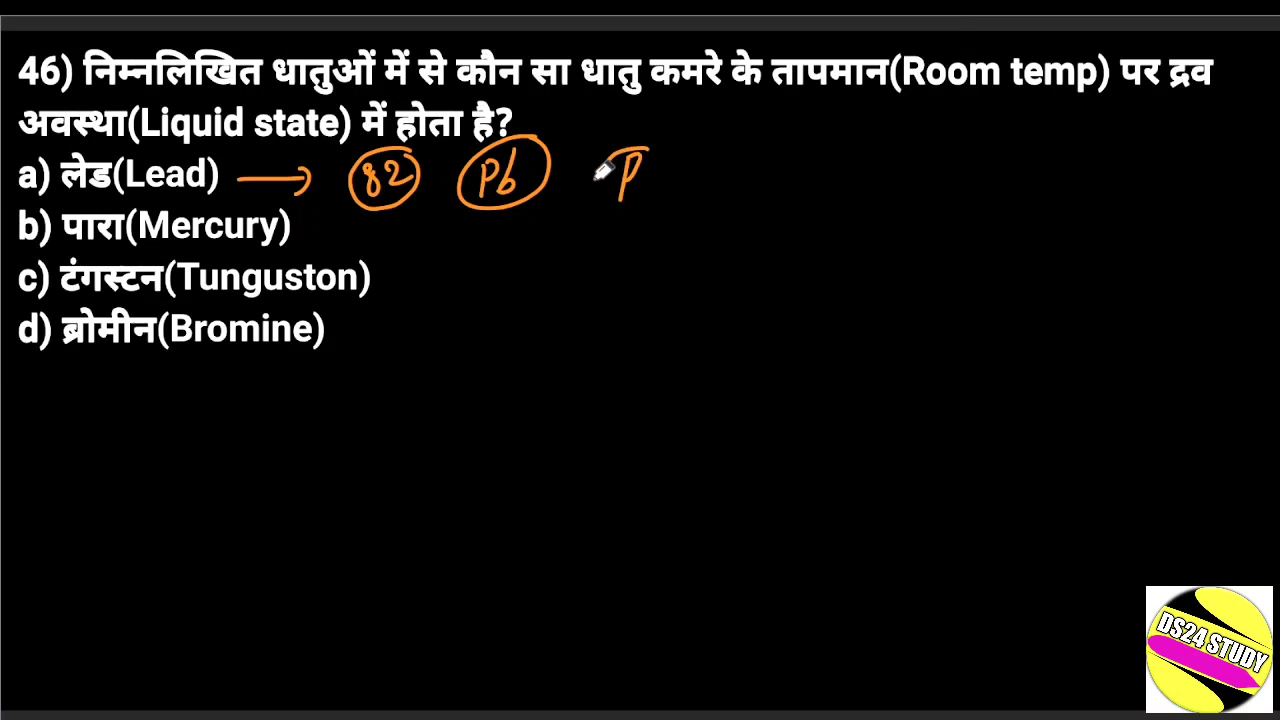 46) निम्नलिखित धातुओं में से कौन सा धातु कमरे के तापमान(Room temp) पर द्रव
अवस्था(Liquid state) में होता है?
a) लेड(Lead) → 82 Pb P
b) पारा(Mercury)
c) टंगस्टन(Tunguston)
d) ब्रोमीन(Bromine)
DS24 STUDY